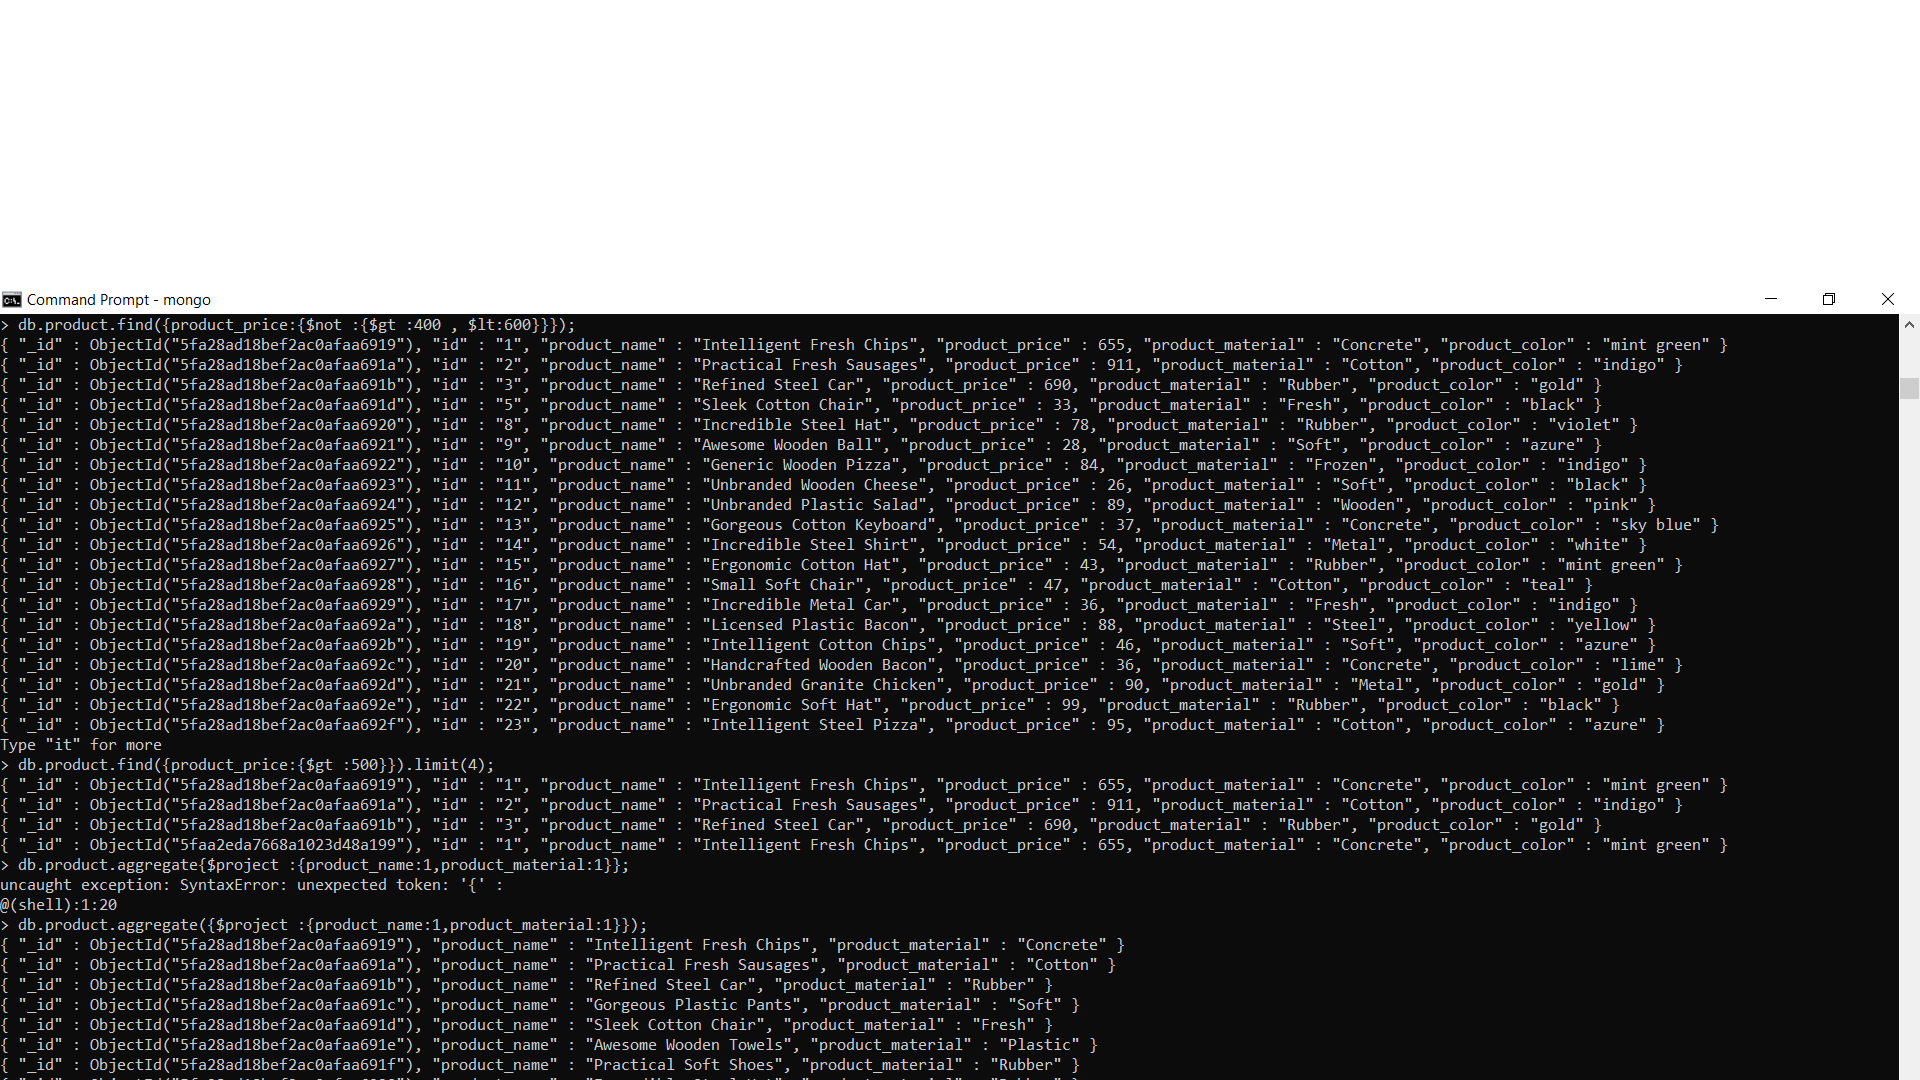 Command Prompt - mongo
> db.product.find({product_price:{$not :{$gt :400 , $lt:600}}});
{ "_id" : ObjectId("5fa28ad18bef2ac0afaa6919"), "id" : "1", "product_name" : "Intelligent Fresh Chips", "product_price" : 655, "product_material" : "Concrete", "product_color" : "mint green" }
{ "_id" : ObjectId("5fa28ad18bef2ac0afaa691a"), "id" : "2", "product_name" : "Practical Fresh Sausages", "product_price" : 911, "product_material" : "Cotton", "product_color" : "indigo" }
{ "_id" : ObjectId("5fa28ad18bef2ac0afaa691b"), "id" : "3", "product_name" : "Refined Steel Car", "product_price" : 690, "product_material" : "Rubber", "product_color" : "gold" }
{ "_id" : ObjectId("5fa28ad18bef2ac0afaa691d"), "id" : "5", "product_name" : "Sleek Cotton Chair", "product_price" : 33, "product_material" : "Fresh", "product_color" : "black" }
{ "_id" : ObjectId("5fa28ad18bef2ac0afaa6920"), "id" : "8", "product_name" : "Incredible Steel Hat", "product_price" : 78, "product_material" : "Rubber", "product_color" : "violet" }
{ "_id" : ObjectId("5fa28ad18bef2ac0afaa6921"), "id" : "9", "product_name" : "Awesome Wooden Ball", "product_price" : 28, "product_material" : "Soft", "product_color" : "azure" }
{ "_id" : ObjectId("5fa28ad18bef2ac0afaa6922"), "id" : "10", "product_name" : "Generic Wooden Pizza", "product_price" : 84, "product_material" : "Frozen", "product_color" : "indigo" }
{ "_id" : ObjectId("5fa28ad18bef2ac0afaa6923"), "id" : "11", "product_name" : "Unbranded Wooden Cheese", "product_price" : 26, "product_material" : "Soft", "product_color" : "black" }
{ "_id" : ObjectId("5fa28ad18bef2ac0afaa6924"), "id" : "12", "product_name" : "Unbranded Plastic Salad", "product_price" : 89, "product_material" : "Wooden", "product_color" : "pink" }
{ "_id" : ObjectId("5fa28ad18bef2ac0afaa6925"), "id" : "13", "product_name" : "Gorgeous Cotton Keyboard", "product_price" : 37, "product_material" : "Concrete", "product_color" : "sky blue" }
{ "_id" : ObjectId("5fa28ad18bef2ac0afaa6926"), "id" : "14", "product_name" : "Incredible Steel Shirt", "product_price" : 54, "product_material" : "Metal", "product_color" : "white" }
{ "_id" : ObjectId("5fa28ad18bef2ac0afaa6927"), "id" : "15", "product_name" : "Ergonomic Cotton Hat", "product_price" : 43, "product_material" : "Rubber", "product_color" : "mint green" }
{ "_id" : ObjectId("5fa28ad18bef2ac0afaa6928"), "id" : "16", "product_name" : "Small Soft Chair", "product_price" : 47, "product_material" : "Cotton", "product_color" : "teal" }
{ "_id" : ObjectId("5fa28ad18bef2ac0afaa6929"), "id" : "17", "product_name" : "Incredible Metal Car", "product_price" : 36, "product_material" : "Fresh", "product_color" : "indigo" }
{ "_id" : ObjectId("5fa28ad18bef2ac0afaa692a"), "id" : "18", "product_name" : "Licensed Plastic Bacon", "product_price" : 88, "product_material" : "Steel", "product_color" : "yellow" }
{ "_id" : ObjectId("5fa28ad18bef2ac0afaa692b"), "id" : "19", "product_name" : "Intelligent Cotton Chips", "product_price" : 46, "product_material" : "Soft", "product_color" : "azure" }
{ "_id" : ObjectId("5fa28ad18bef2ac0afaa692c"), "id" : "20", "product_name" : "Handcrafted Wooden Bacon", "product_price" : 36, "product_material" : "Concrete", "product_color" : "lime" }
{ "_id" : ObjectId("5fa28ad18bef2ac0afaa692d"), "id" : "21", "product_name" : "Unbranded Granite Chicken", "product_price" : 90, "product_material" : "Metal", "product_color" : "gold" }
{ "_id" : ObjectId("5fa28ad18bef2ac0afaa692e"), "id" : "22", "product_name" : "Ergonomic Soft Hat", "product_price" : 99, "product_material" : "Rubber", "product_color" : "black" }
{ "_id" : ObjectId("5fa28ad18bef2ac0afaa692f"), "id" : "23", "product_name" : "Intelligent Steel Pizza", "product_price" : 95, "product_material" : "Cotton", "product_color" : "azure" }
Type "it" for more
> db.product.find({product_price:{$gt :500}}).limit(4);
{ "_id" : ObjectId("5fa28ad18bef2ac0afaa6919"), "id" : "1", "product_name" : "Intelligent Fresh Chips", "product_price" : 655, "product_material" : "Concrete", "product_color" : "mint green" }
{ "_id" : ObjectId("5fa28ad18bef2ac0afaa691a"), "id" : "2", "product_name" : "Practical Fresh Sausages", "product_price" : 911, "product_material" : "Cotton", "product_color" : "indigo" }
{ "_id" : ObjectId("5fa28ad18bef2ac0afaa691b"), "id" : "3", "product_name" : "Refined Steel Car", "product_price" : 690, "product_material" : "Rubber", "product_color" : "gold" }
{ "_id" : ObjectId("5faa2eda7668a1023d48a199"), "id" : "1", "product_name" : "Intelligent Fresh Chips", "product_price" : 655, "product_material" : "Concrete", "product_color" : "mint green" }
> db.product.aggregate{$project :{product_name:1,product_material:1}};
uncaught exception: SyntaxError: unexpected token: '{' :
@(shell):1:20
> db.product.aggregate({$project :{product_name:1,product_material:1}});
{ "_id" : ObjectId("5fa28ad18bef2ac0afaa6919"), "product_name" : "Intelligent Fresh Chips", "product_material" : "Concrete" }
{ "_id" : ObjectId("5fa28ad18bef2ac0afaa691a"), "product_name" : "Practical Fresh Sausages", "product_material" : "Cotton" }
{ "_id" : ObjectId("5fa28ad18bef2ac0afaa691b"), "product_name" : "Refined Steel Car", "product_material" : "Rubber" }
{ "_id" : ObjectId("5fa28ad18bef2ac0afaa691c"), "product_name" : "Gorgeous Plastic Pants", "product_material" : "Soft" }
{ "_id" : ObjectId("5fa28ad18bef2ac0afaa691d"), "product_name" : "Sleek Cotton Chair", "product_material" : "Fresh" }
{ "_id" : ObjectId("5fa28ad18bef2ac0afaa691e"), "product_name" : "Awesome Wooden Towels", "product_material" : "Plastic" }
{ "_id" : ObjectId("5fa28ad18bef2ac0afaa691f"), "product_name" : "Practical Soft Shoes", "product_material" : "Rubber" }